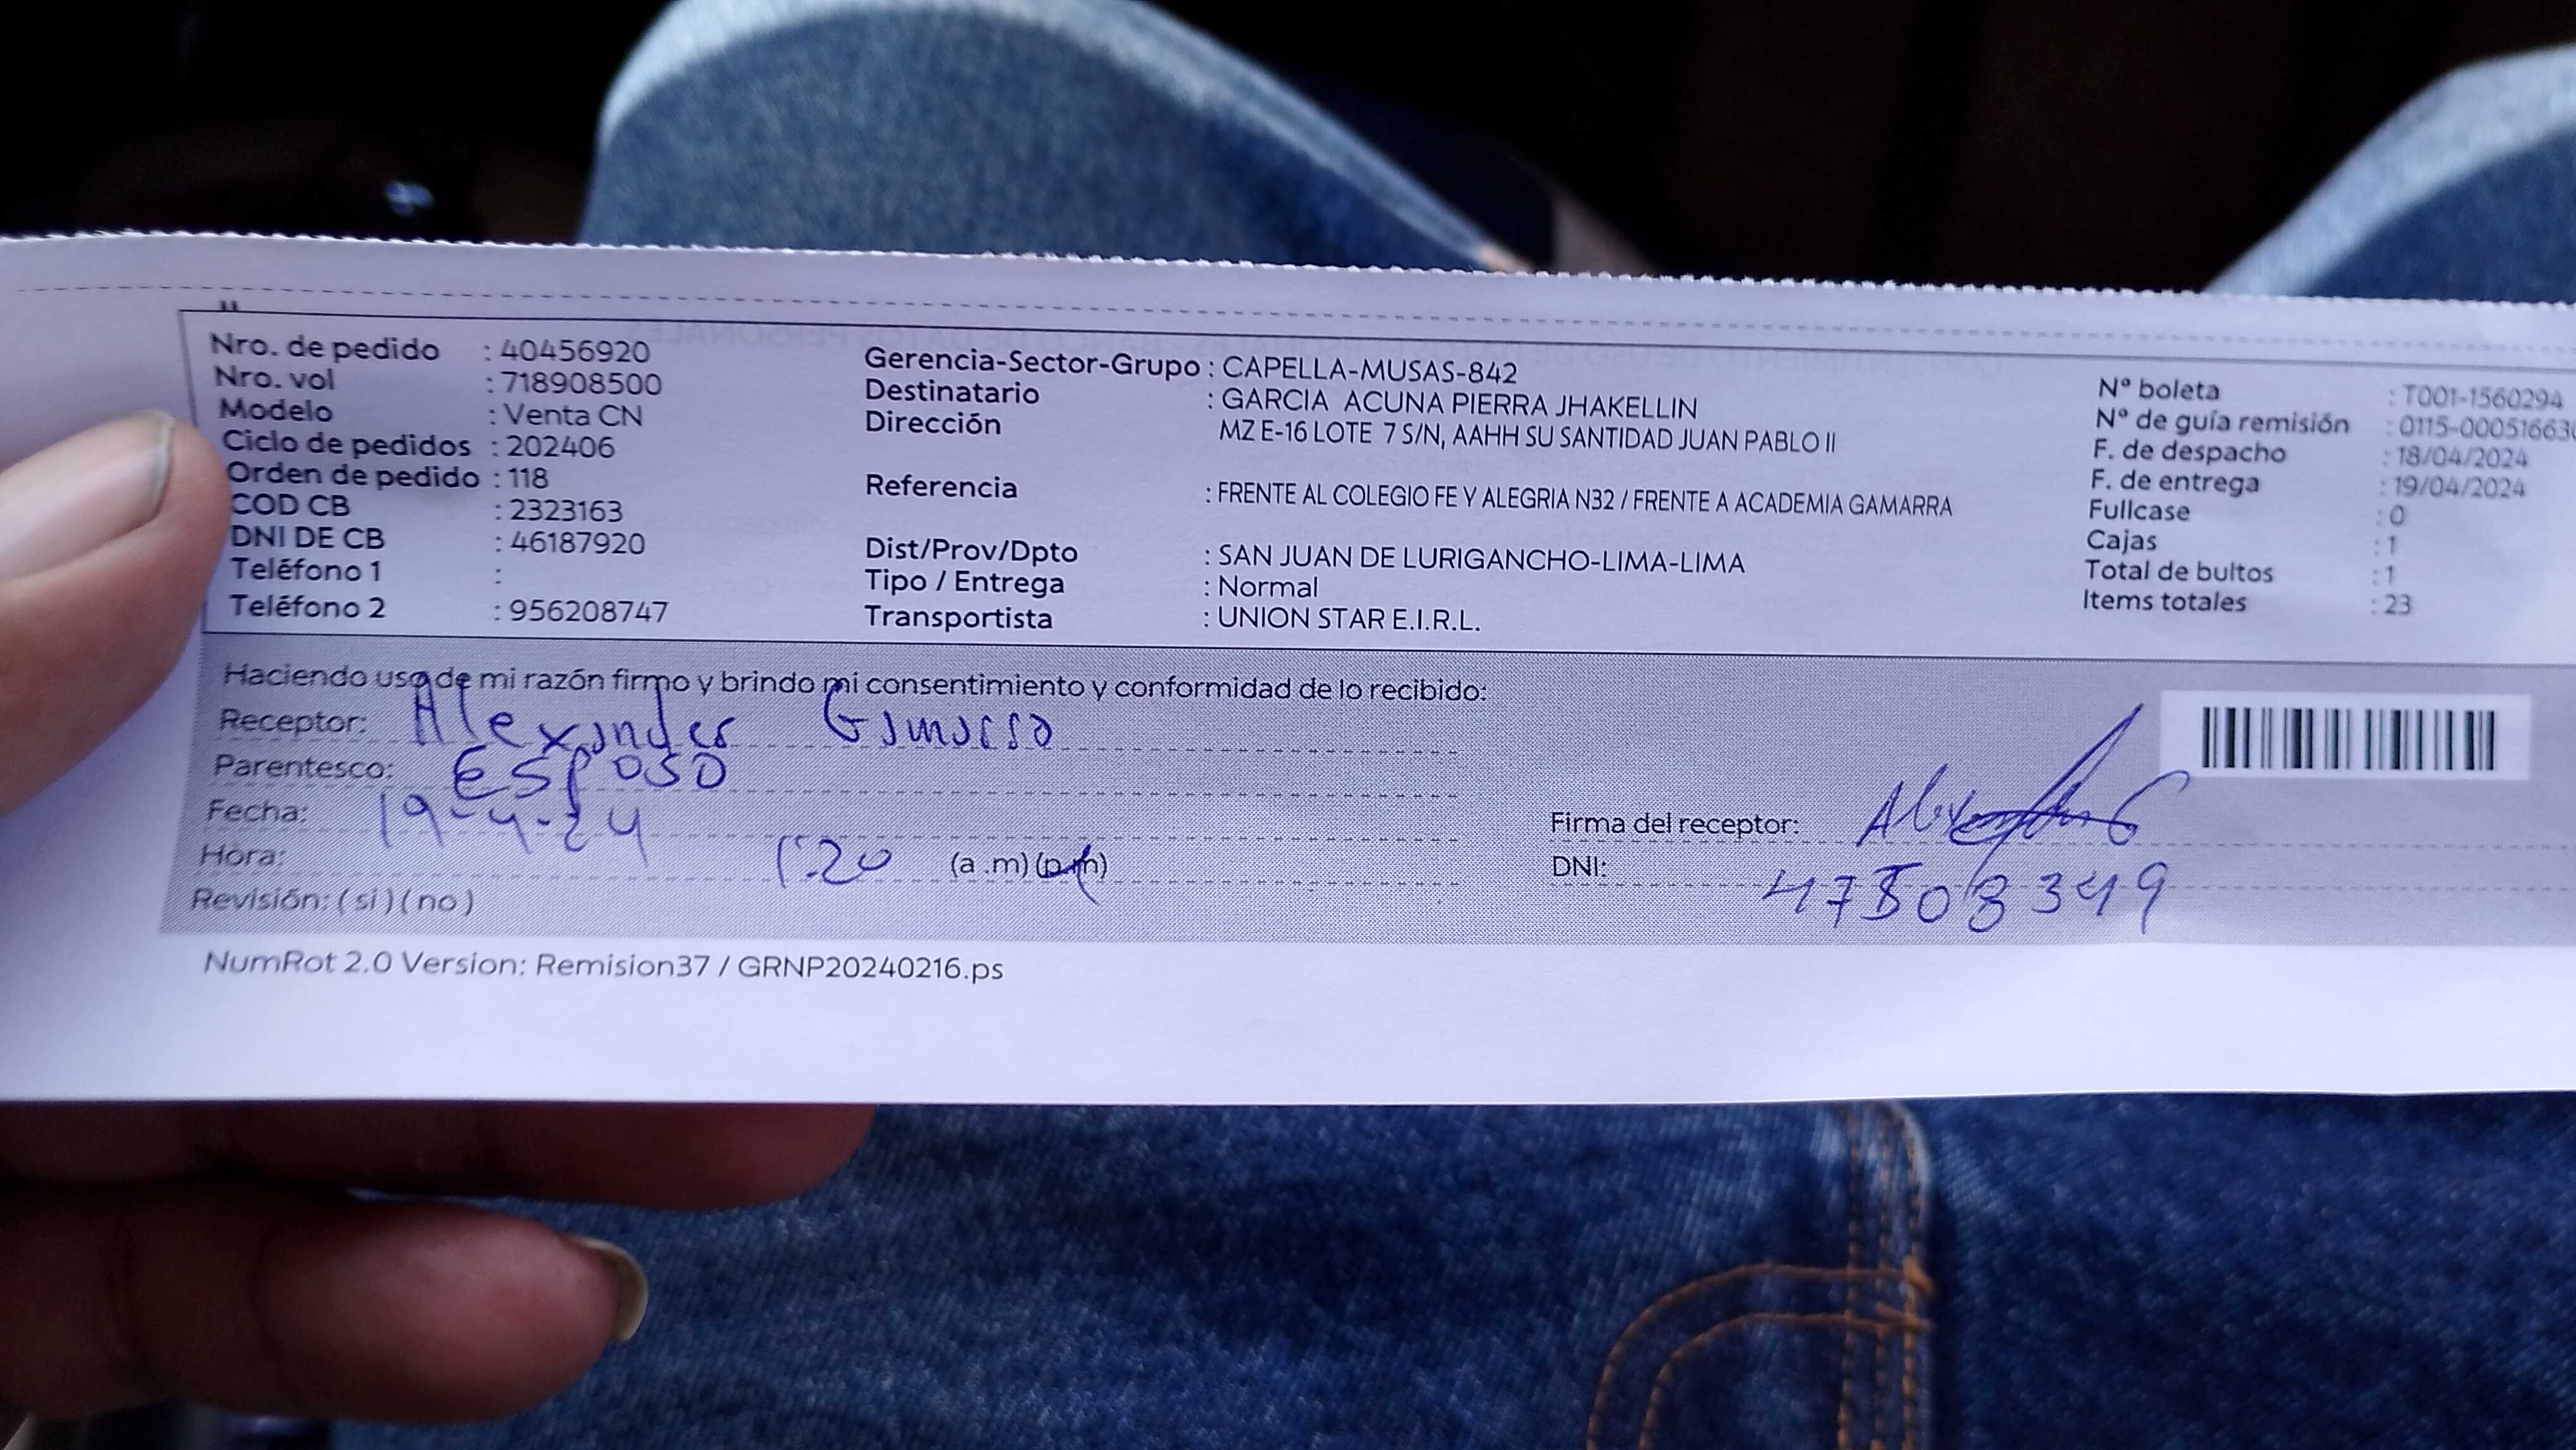 Nro. de pedido : 40456920
Nro. vol : 718908500
Modelo : Venta CN
Ciclo de pedidos : 202406
Orden de pedido : 118
COD CB : 2323163
DNI DE CB : 46187920
Teléfono 1 :
Teléfono 2 : 956208747
Gerencia-Sector-Grupo : CAPELLA-MUSAS-842
Destinatario : GARCIA ACUNA PIERRA JHAKELLIN
Dirección MZ E-16 LOTE 7 S/N, AAHH SU SANTIDAD JUAN PABLO II
Referencia : FRENTE AL COLEGIO FE Y ALEGRIA N32 / FRENTE A ACADEMIA GAMARRA
Dist/Prov/Dpto : SAN JUAN DE LURIGANCHO-LIMA-LIMA
Tipo / Entrega : Normal
Transportista : UNION STAR E.I.R.L.
Nº boleta : T001-1560294
Nº de guía remisión : 0115-00051663
F. de despacho : 18/04/2024
F. de entrega : 19/04/2024
Fullcase : 0
Cajas : 1
Total de bultos : 1
Items totales : 23
Haciendo uso de mi razón firmo y brindo mi consentimiento y conformidad de lo recibido:
Receptor: Alexander Gamarra
Parentesco: Esposo
Fecha: 19-4-24
Hora: 1:20 (a .m) (p.m)
Revisión: ( si ) ( no )
Firma del receptor: Alexander G
DNI: 47508349
NumRot 2.0 Version: Remision37 / GRNP20240216.ps